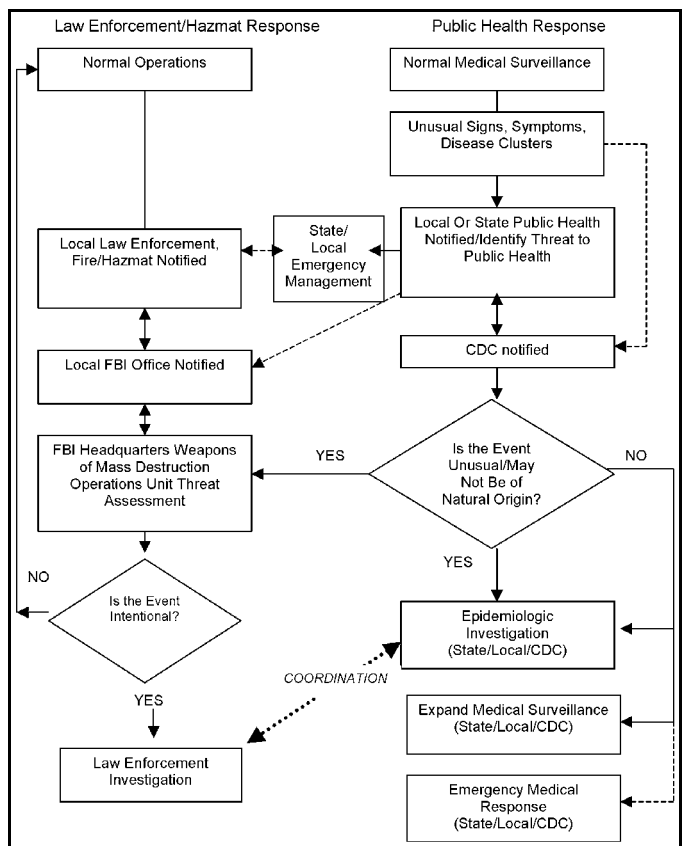 Law Enforcement/Hazmat Response
Public Health Response
Normal Operations
Normal Medical Surveillance
Unusual Signs, Symptoms,
Disease Clusters
Local Law Enforcement,
Fire/Hazmat Notified
State/
Local
Emergency
Management
Local Or State Public Health
Notified/Identify Threat to
Public Health
Local FBI Office Notified
CDC notified
FBI Headquarters Weapons
of Mass Destruction
Operations Unit Threat
Assessment
YES
Is the Event
Unusual/May
Not Be of
Natural Origin?
NO
YES
NO
Is the Event
Intentional?
Epidemiologic
Investigation
(State/Local/CDC)
COORDINATION
YES
Expand Medical Surveillance
(State/Local/CDC)
Law Enforcement
Investigation
Emergency Medical
Response
(State/Local/CDC)